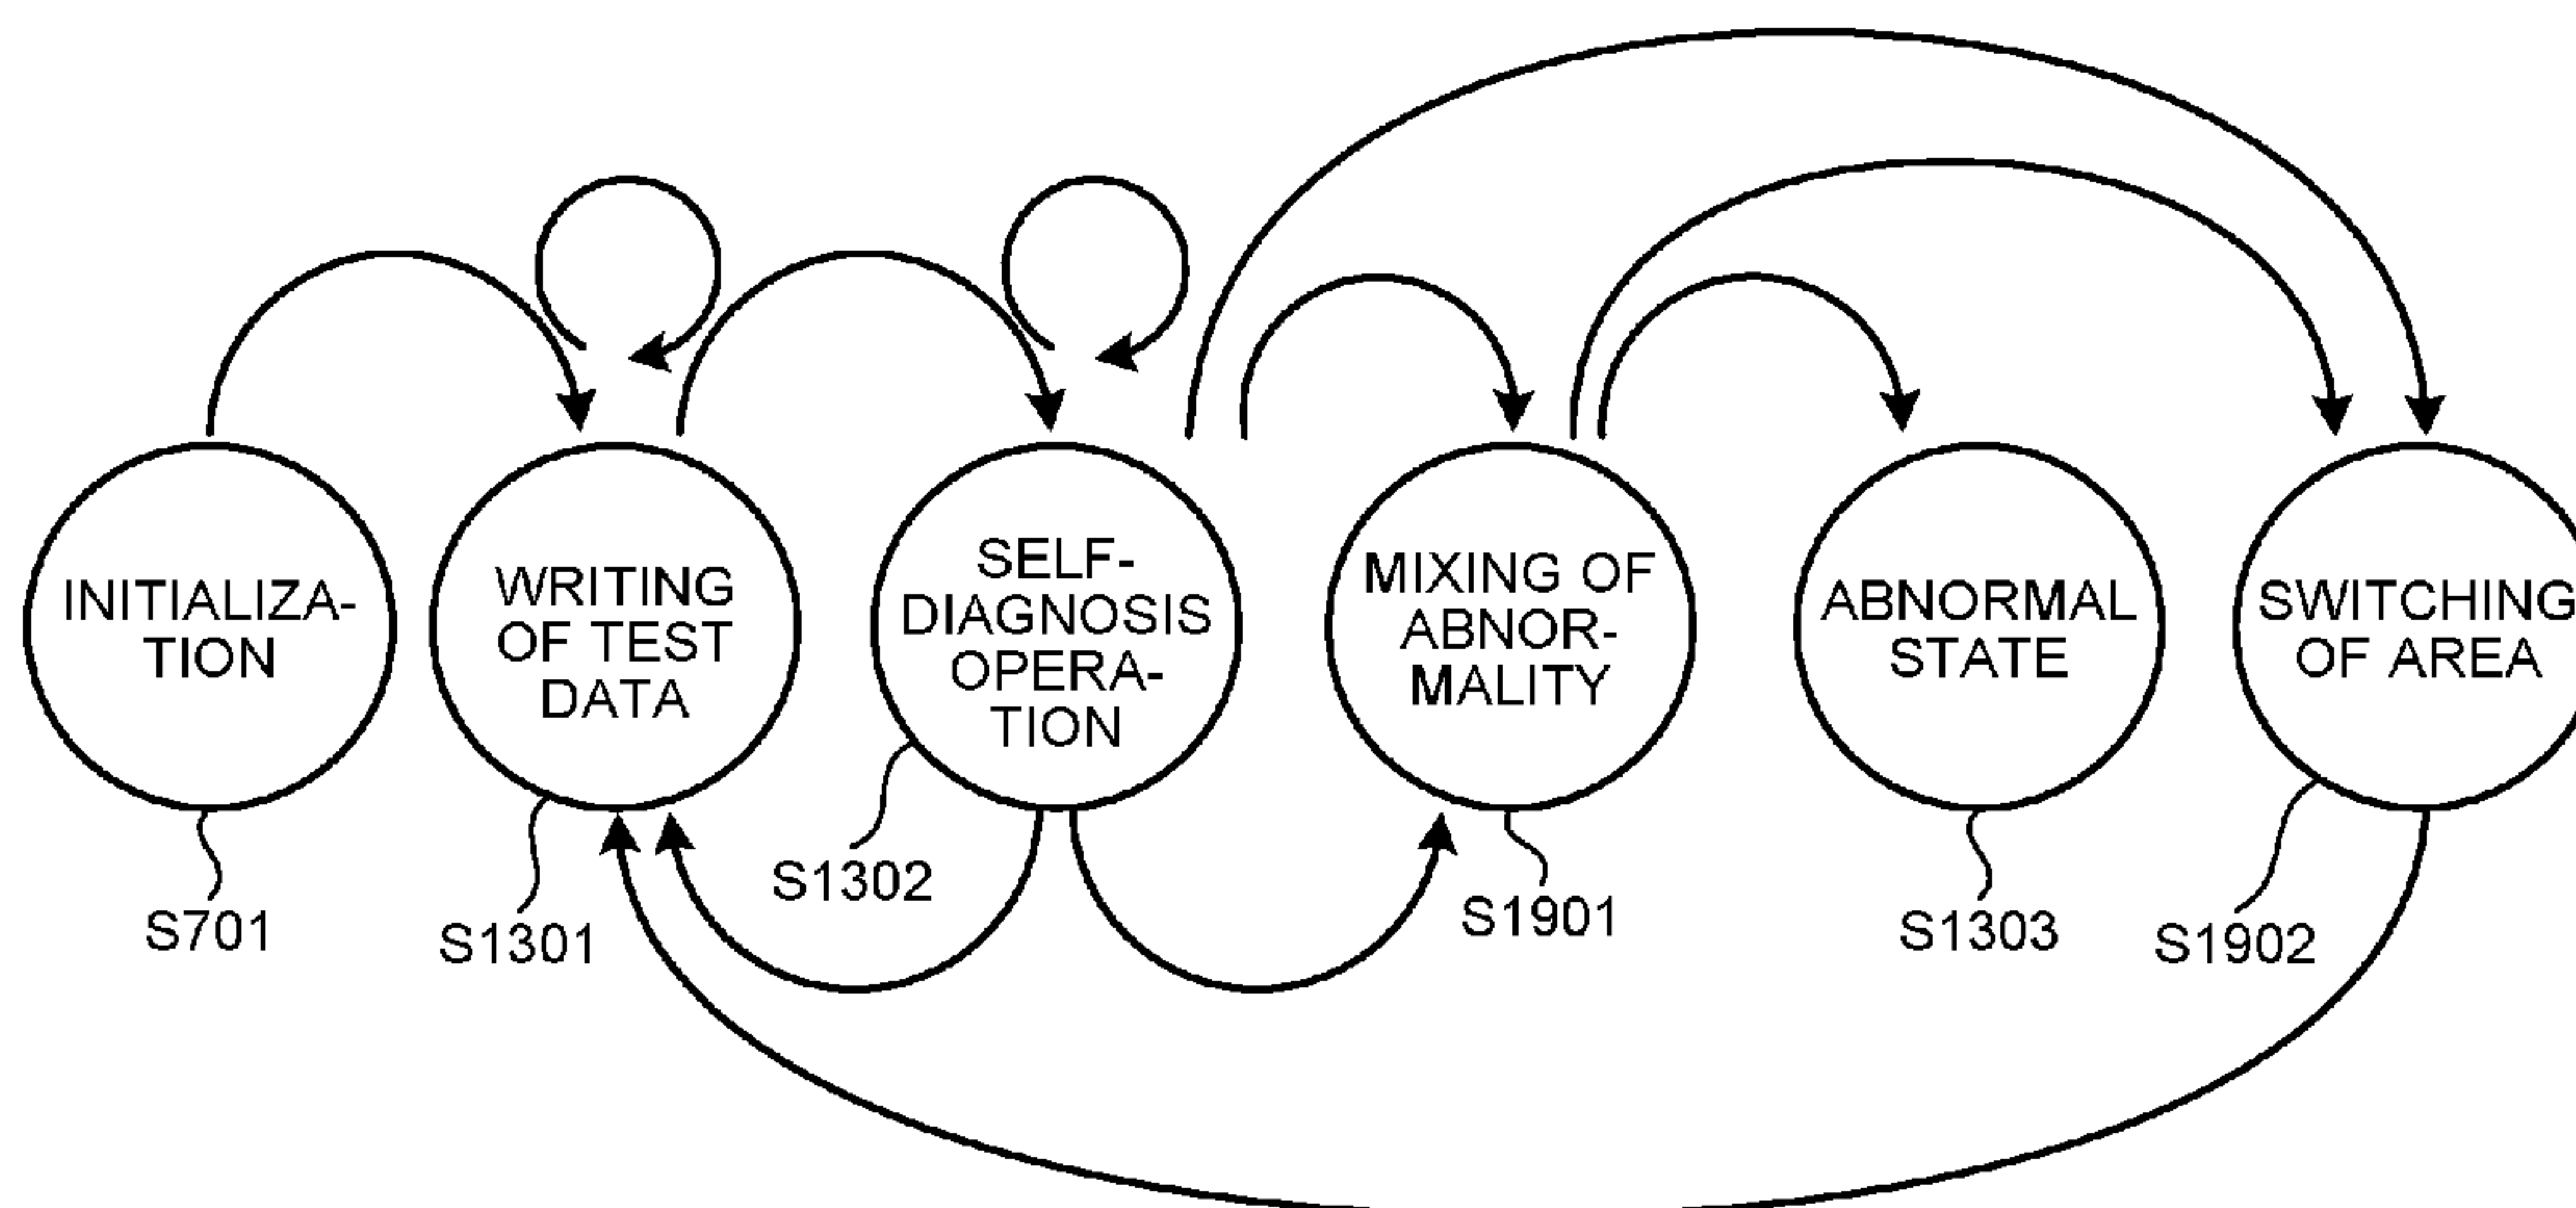 INITIALIZA-
TION
WRITING
OF TEST
DATA
SELF-
DIAGNOSIS
OPERA-
TION
MIXING OF
ABNOR-
MALITY
ABNORMAL
STATE
SWITCHING
OF AREA
S701
S1301
S1302
S1901
S1303
S1902